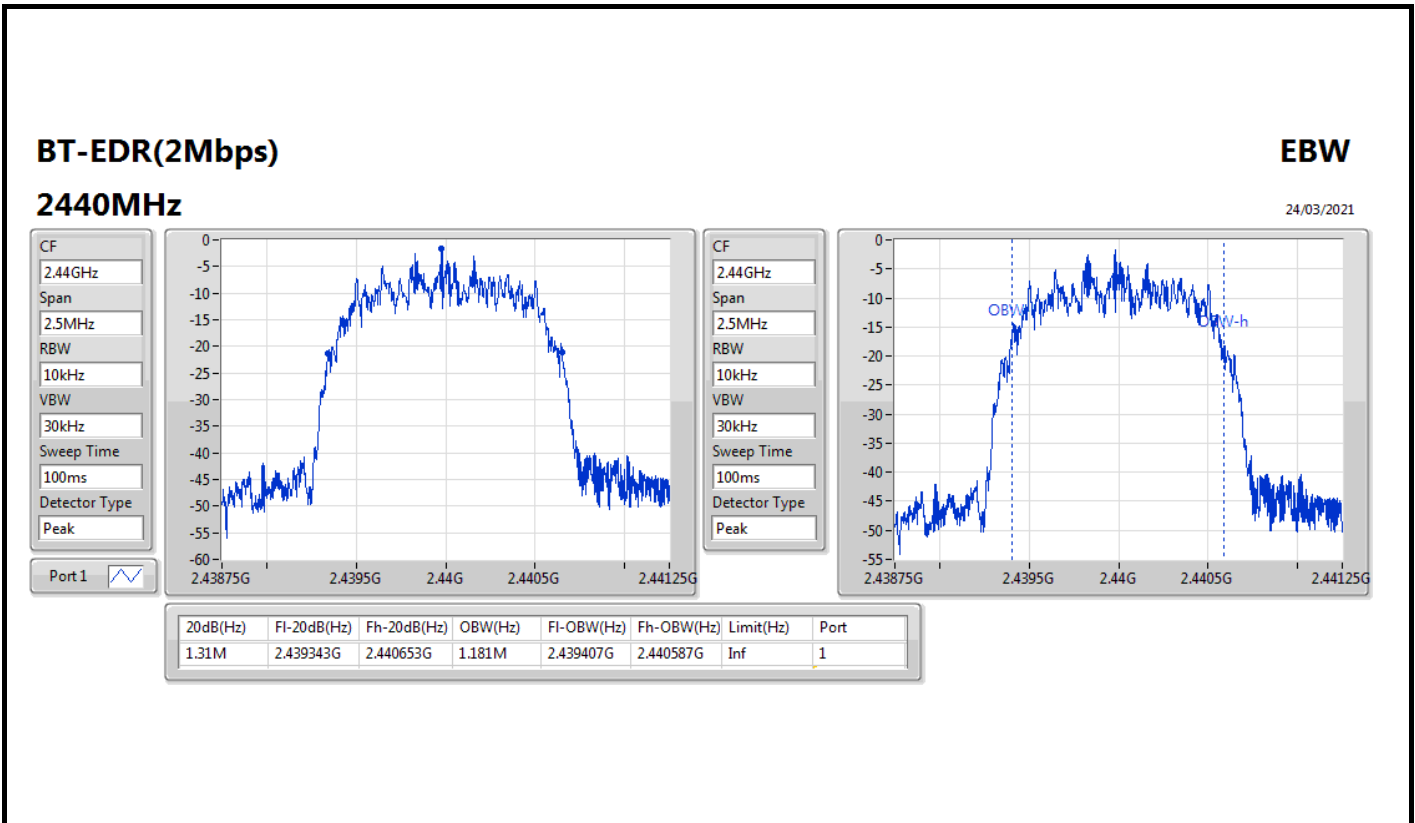 BT-EDR(2Mbps)
EBW
2440MHz
24/03/2021
CF
2.44GHz
Span
2.5MHz
RBW
10kHz
VBW
30kHz
Sweep Time
100ms
Detector Type
Peak
Port 1
0
-5
-10
-15
-20
-25
-30
-35
-40
-45
-50
-55
-60
2.43875G 2.4395G 2.44G 2.4405G 2.44125G
CF
2.44GHz
Span
2.5MHz
RBW
10kHz
VBW
30kHz
Sweep Time
100ms
Detector Type
Peak
0
-5
-10
-15
-20
-25
-30
-35
-40
-45
-50
-55
2.43875G 2.4395G 2.44G 2.4405G 2.44125G
20dB(Hz) Fl-20dB(Hz) Fh-20dB(Hz) OBW(Hz) Fl-OBW(Hz) Fh-OBW(Hz) Limit(Hz) Port
1.31M 2.439343G 2.440653G 1.181M 2.439407G 2.440587G Inf 1